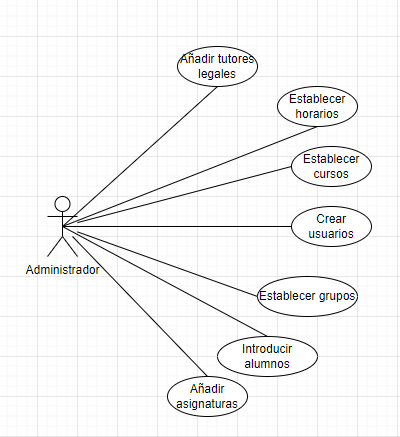 Añadir tutores
legales
Establecer
horarios
Establecer
cursos
Crear
usuarios
Administrador
Establecer grupos
Introducir
alumnos
Añadir
asignaturas